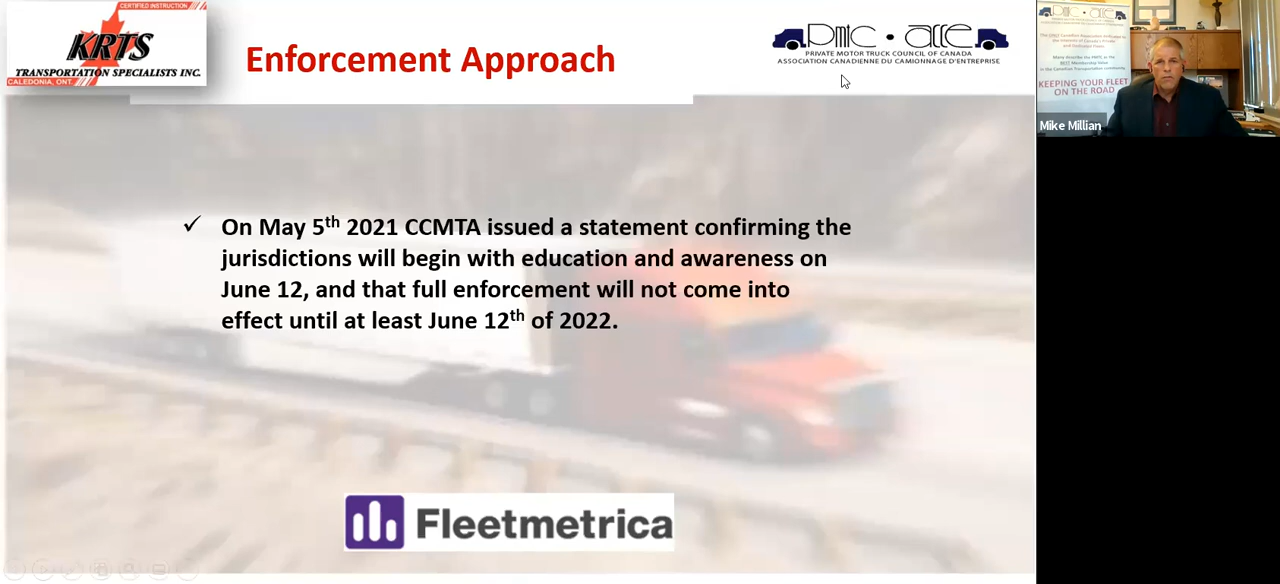 CERTIFIED INSTRUCTION
KRTS
TRANSPORTATION SPECIALISTS INC.
CALEDONIA, ONT.
Enforcement Approach
pmtc • acce
PRIVATE MOTOR TRUCK COUNCIL OF CANADA
ASSOCIATION CANADIENNE DU CAMIONNAGE D'ENTREPRISE
✓ On May 5th 2021 CCMTA issued a statement confirming the
jurisdictions will begin with education and awareness on
June 12, and that full enforcement will not come into
effect until at least June 12th of 2022.
Fleetmetrica
KEEPING YOUR FLEET
ON THE ROAD
Mike Millian